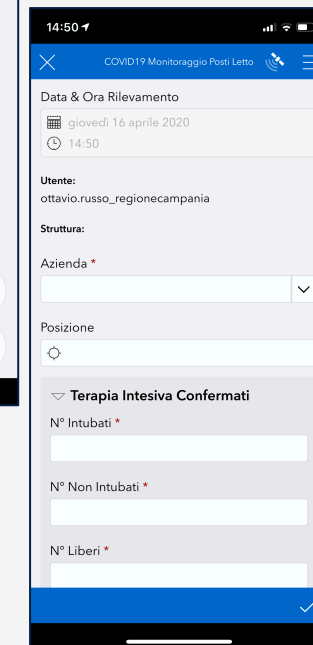 14:50
COVID19 Monitoraggio Posti Letto
Data & Ora Rilevamento
giovedì 16 aprile 2020
14:50
Utente:
ottavio.russo_regionecampania
Struttura:
Azienda *
Posizione
Terapia Intesiva Confermati
N° Intubati *
N° Non Intubati *
N° Liberi *